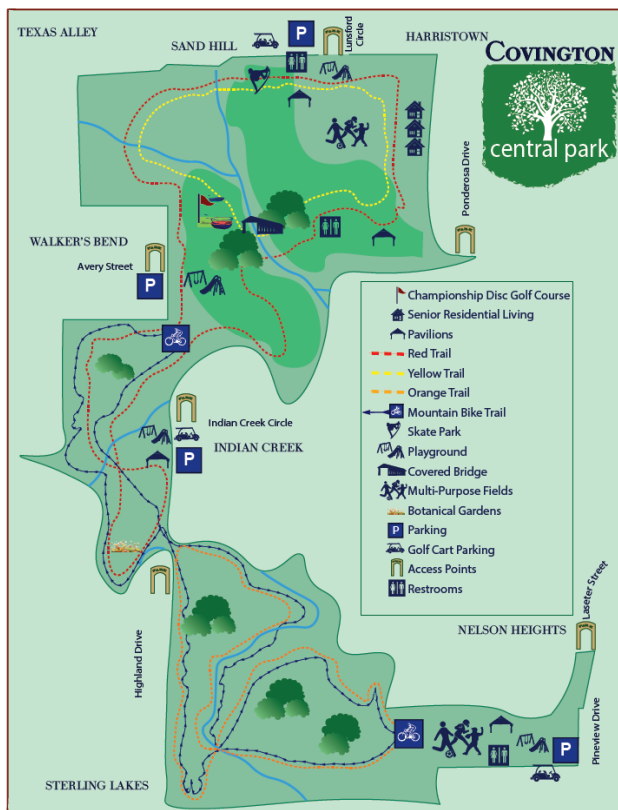 TEXAS ALLEY
SAND HILL
P
Lunsford
Circle
HARRISTOWN
COVINGTON
central park
Ponderosa Drive
WALKER'S BEND
Avery Street
P
Championship Disc Golf Course
Senior Residential Living
Pavilions
Red Trail
Yellow Trail
Orange Trail
Mountain Bike Trail
Skate Park
Playground
Covered Bridge
Multi-Purpose Fields
Botanical Gardens
P
Parking
Golf Cart Parking
Access Points
Restrooms
Indian Creek Circle
INDIAN CREEK
P
Highland Drive
NELSON HEIGHTS
Laseter Street
Pineview Drive
P
STERLING LAKES